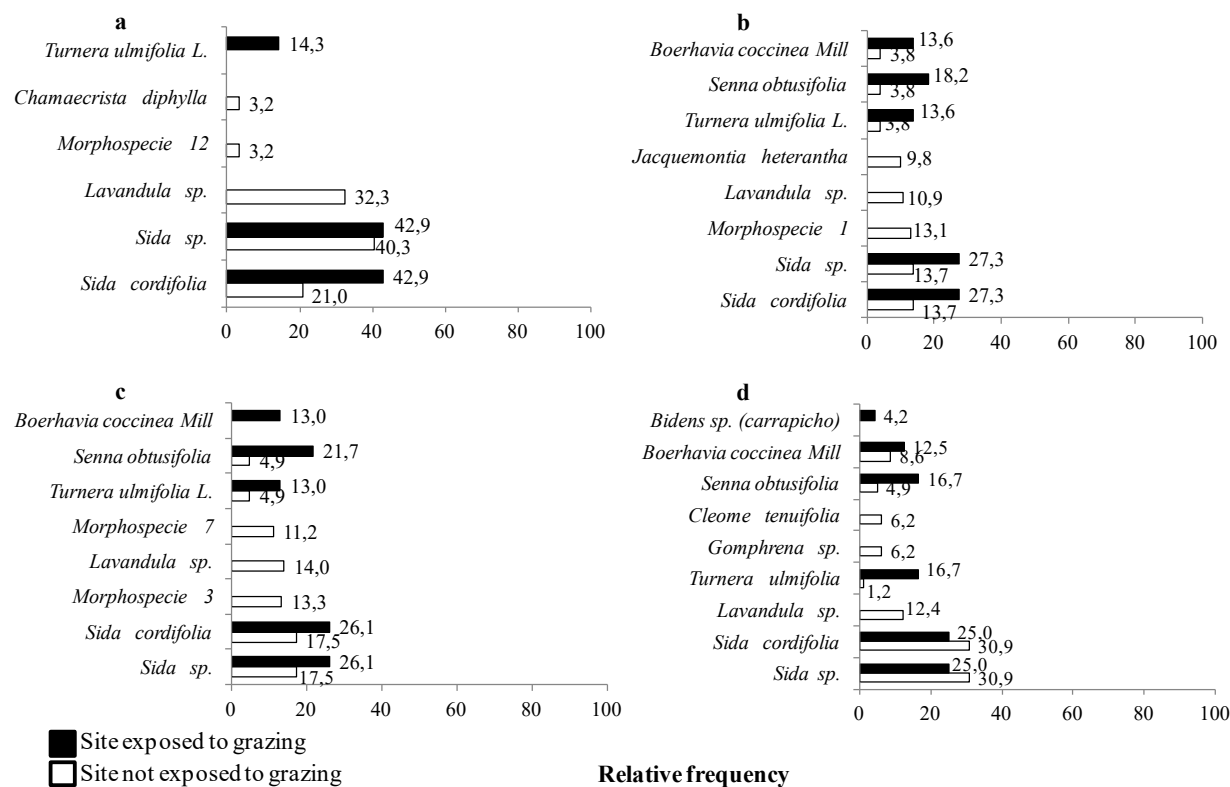 a
Turnera ulmifolia L.
14,3
Chamaecrista diphylla
3,2
Morphospecie 12
3,2
Lavandula sp.
32,3
Sida sp.
42,9
40,3
Sida cordifolia
42,9
21,0
0 20 40 60 80 100
b
Boerhavia coccinea Mill
13,6
3,8
Senna obtusifolia
18,2
3,8
Turnera ulmifolia L.
13,6
3,8
Jacquemontia heterantha
9,8
Lavandula sp.
10,9
Morphospecie 1
13,1
Sida sp.
27,3
13,7
Sida cordifolia
27,3
13,7
0 20 40 60 80 100
c
Boerhavia coccinea Mill
13,0
Senna obtusifolia
21,7
4,9
Turnera ulmifolia L.
13,0
4,9
Morphospecie 7
11,2
Lavandula sp.
14,0
Morphospecie 3
13,3
Sida cordifolia
26,1
17,5
Sida sp.
26,1
17,5
0 20 40 60 80 100
d
Bidens sp. (carrapicho)
4,2
Boerhavia coccinea Mill
12,5
8,6
Senna obtusifolia
16,7
4,9
Cleome tenuifolia
6,2
Gomphrena sp.
6,2
Turnera ulmifolia
16,7
1,2
Lavandula sp.
12,4
Sida cordifolia
25,0
30,9
Sida sp.
25,0
30,9
0 20 40 60 80 100
Site exposed to grazing
Site not exposed to grazing
Relative frequency